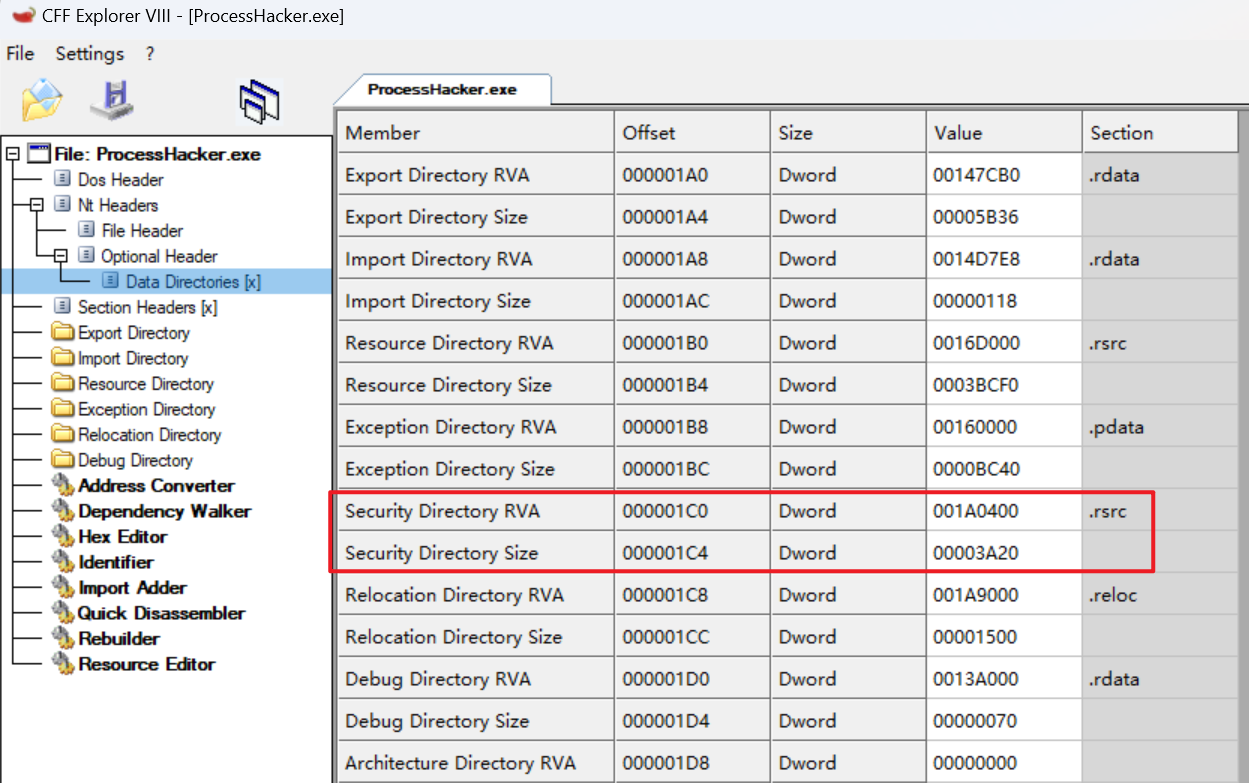 CFF Explorer VIII - [ProcessHacker.exe]
File Settings ?
ProcessHacker.exe
File: ProcessHacker.exe
Dos Header
Nt Headers
File Header
Optional Header
Data Directories [x]
Section Headers [x]
Export Directory
Import Directory
Resource Directory
Exception Directory
Relocation Directory
Debug Directory
Address Converter
Dependency Walker
Hex Editor
Identifier
Import Adder
Quick Disassembler
Rebuilder
Resource Editor
Member Offset Size Value Section
Export Directory RVA 000001A0 Dword 00147CB0 .rdata
Export Directory Size 000001A4 Dword 00005B36
Import Directory RVA 000001A8 Dword 0014D7E8 .rdata
Import Directory Size 000001AC Dword 00000118
Resource Directory RVA 000001B0 Dword 0016D000 .rsrc
Resource Directory Size 000001B4 Dword 0003BCF0
Exception Directory RVA 000001B8 Dword 00160000 .pdata
Exception Directory Size 000001BC Dword 0000BC40
Security Directory RVA 000001C0 Dword 001A0400 .rsrc
Security Directory Size 000001C4 Dword 00003A20
Relocation Directory RVA 000001C8 Dword 001A9000 .reloc
Relocation Directory Size 000001CC Dword 00001500
Debug Directory RVA 000001D0 Dword 0013A000 .rdata
Debug Directory Size 000001D4 Dword 00000070
Architecture Directory RVA 000001D8 Dword 00000000